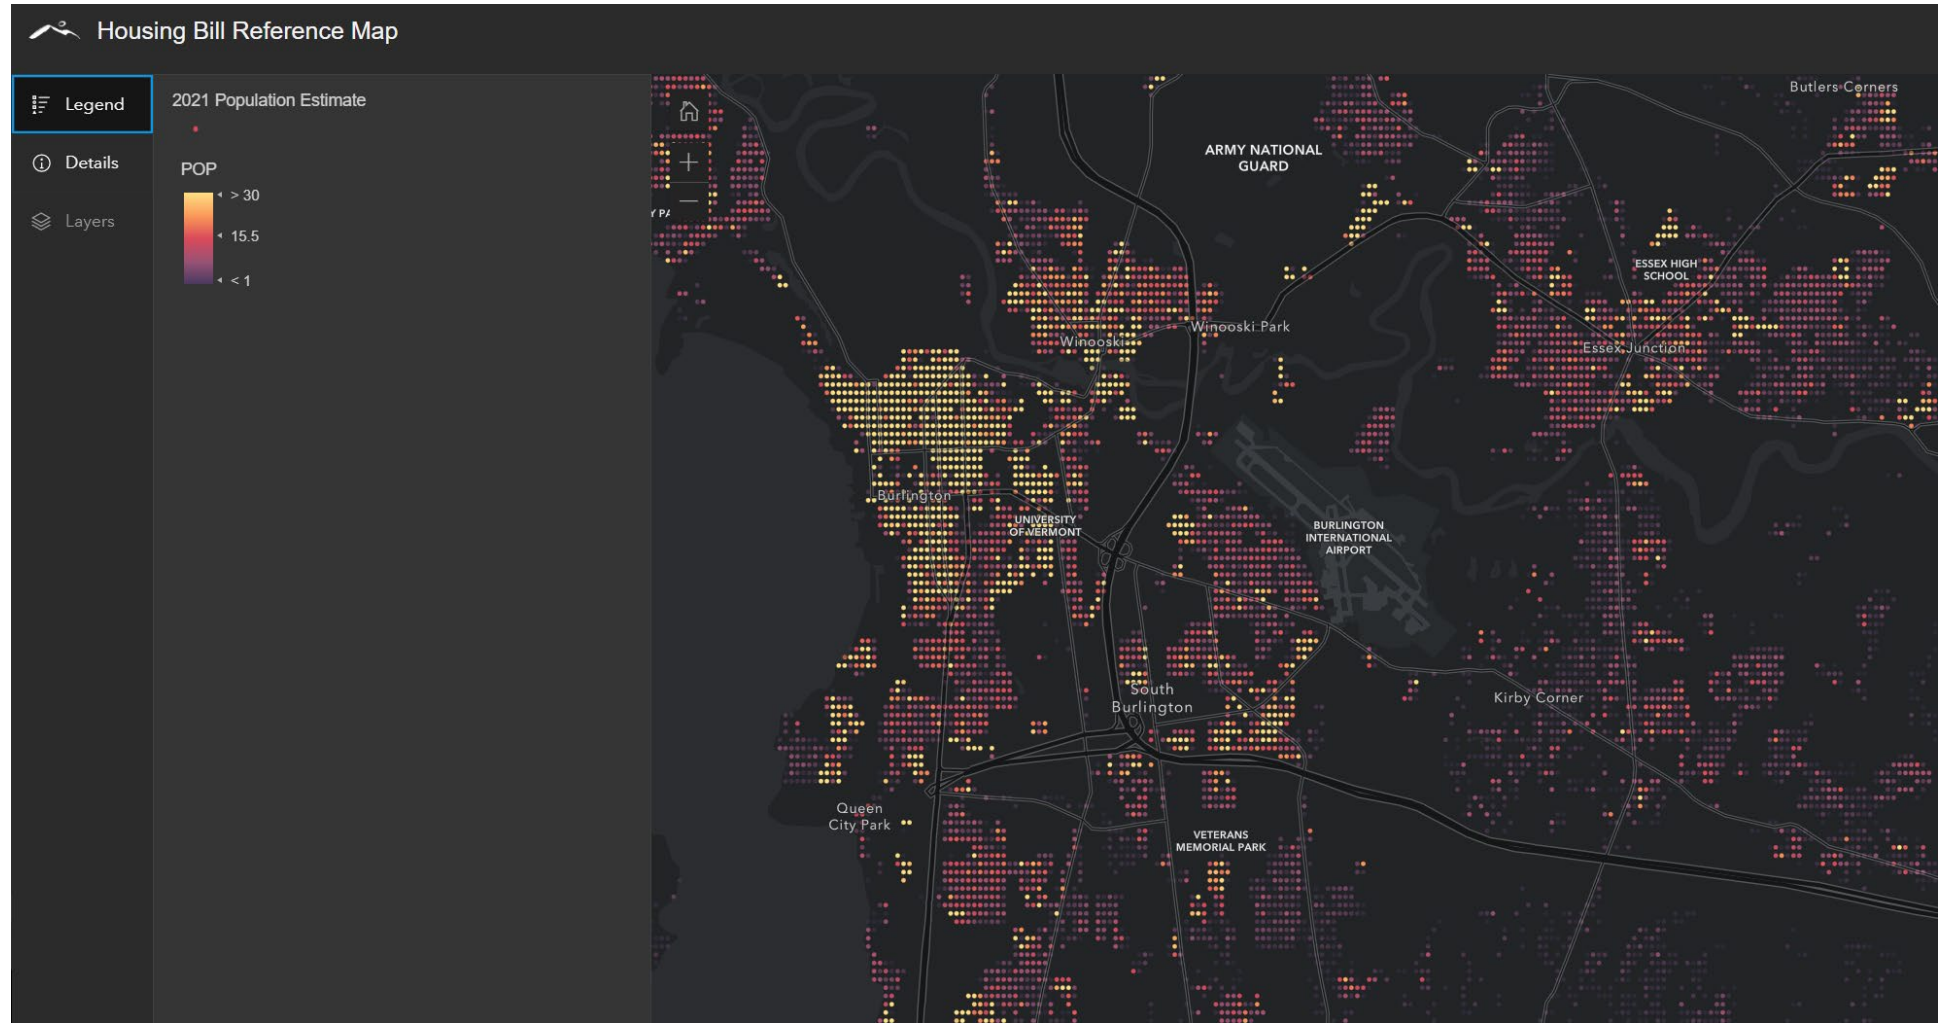 Housing Bill Reference Map
Legend
Details
Layers
2021 Population Estimate
POP
> 30
15.5
< 1
Butlers Corners
ARMY NATIONAL
GUARD
ESSEX HIGH
SCHOOL
Winooski Park
Winooski
Essex Junction
Burlington
UNIVERSITY
OF VERMONT
BURLINGTON
INTERNATIONAL
AIRPORT
South
Burlington
Kirby Corner
Queen
City Park
VETERANS
MEMORIAL PARK